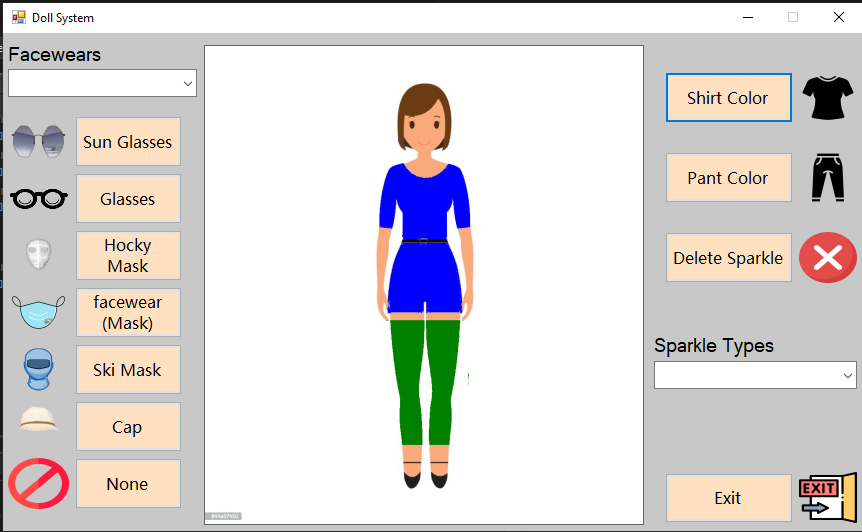 Doll System
Facewears
Sun Glasses
Glasses
Hocky
Mask
facewear
(Mask)
Ski Mask
Cap
None
Shirt Color
Pant Color
Delete Sparkle
Sparkle Types
Exit
EXIT